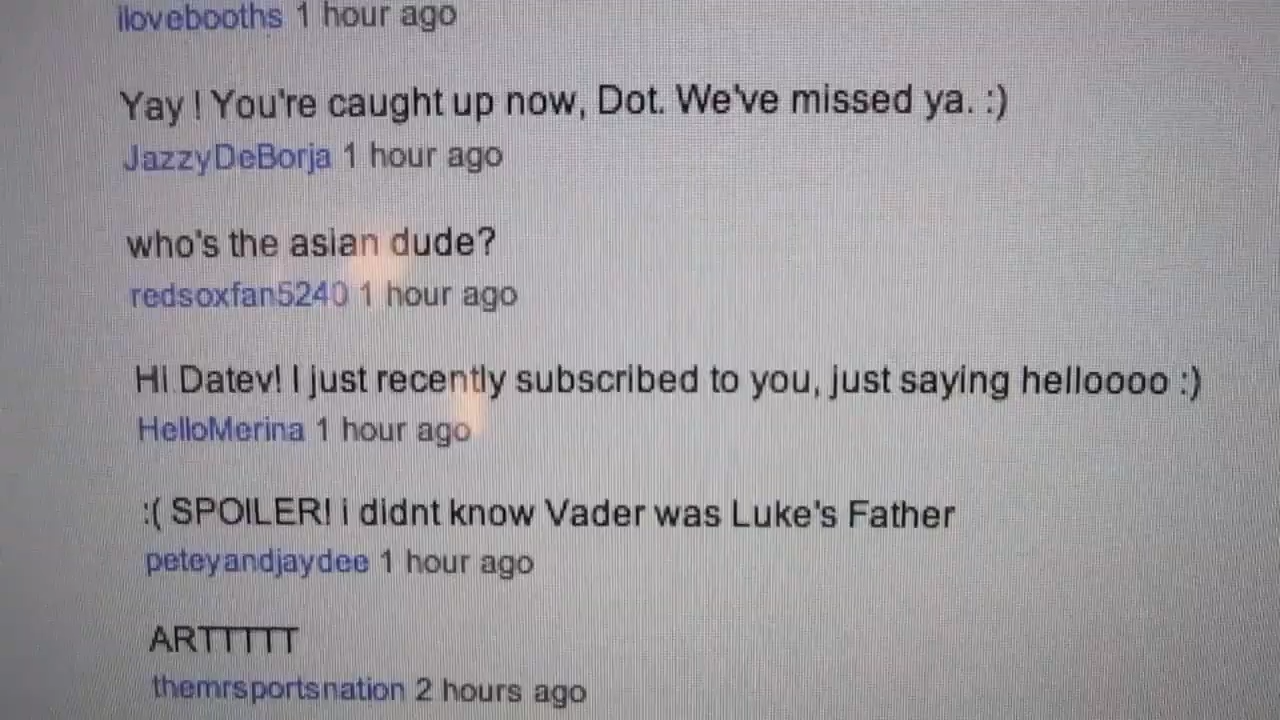 ilovebooths 1 hour ago
Yay ! You're caught up now, Dot. We've missed ya. :)
JazzyDeBorja 1 hour ago
who's the asian dude?
redsoxfan5240 1 hour ago
Hi Datev! I just recently subscribed to you, just saying helloooo :)
HelloMerina 1 hour ago
:( SPOILER! i didnt know Vader was Luke's Father
peteyandjaydee 1 hour ago
ARTTTTT
themrsportsnation 2 hours ago